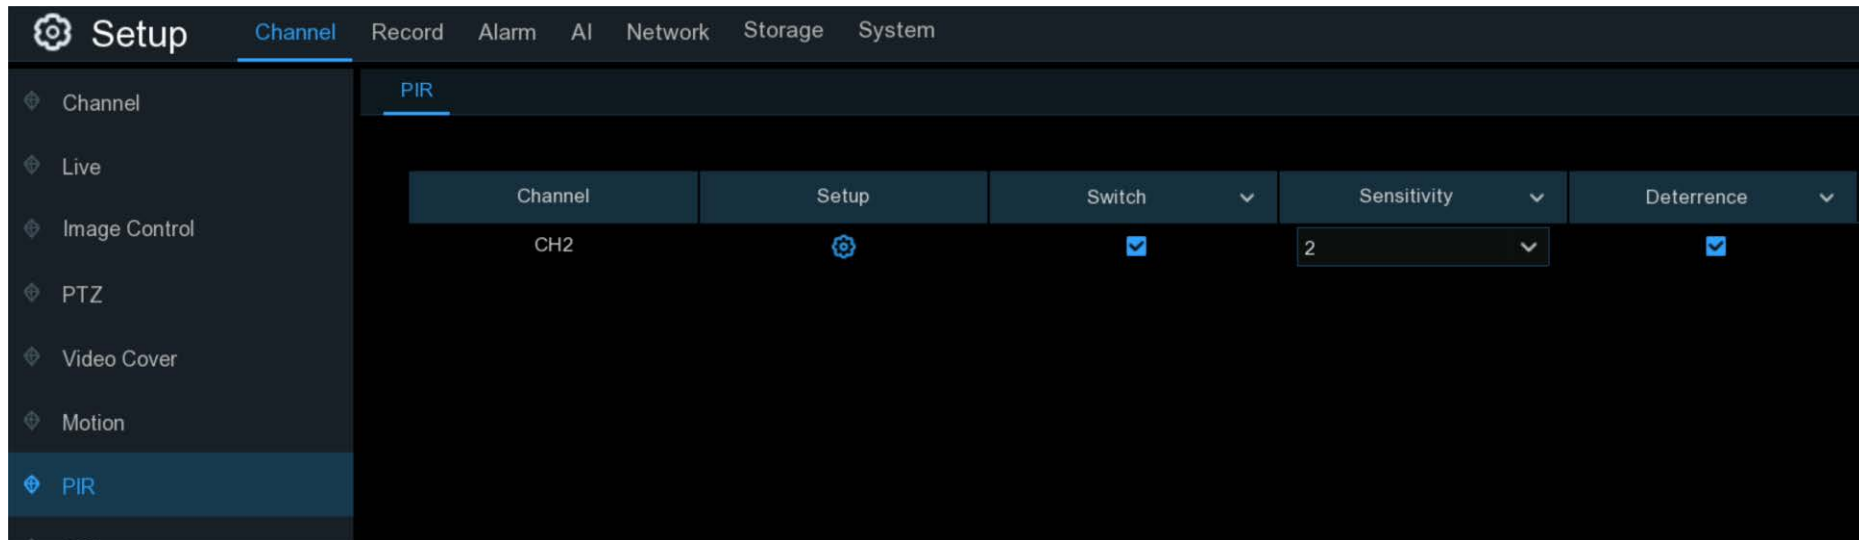 Setup Channel Record Alarm AI Network Storage System
Channel
PIR
Live
Channel Setup Switch Sensitivity Deterrence
Image Control
CH2 2
PTZ
Video Cover
Motion
PIR